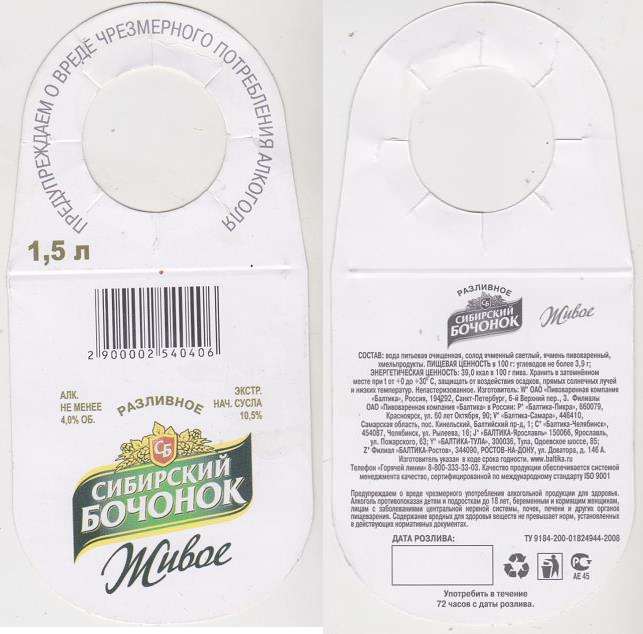 ПРЕДУПРЕЖДАЕМ О ВРЕДЕ ЧРЕЗМЕРНОГО ПОТРЕБЛЕНИЯ АЛКОГОЛЯ
1,5 л
2 900002 540406
АЛК.
НЕ МЕНЕЕ
4,0% ОБ.
РАЗЛИВНОЕ
ЭКСТР.
НАЧ. СУСЛА
10,5%
СБ
СИБИРСКИЙ
БОЧОНОК
Живое
РАЗЛИВНОЕ
СБ
СИБИРСКИЙ
БОЧОНОК
Живое
СОСТАВ: вода питьевая очищенная, солод ячменный светлый, ячмень пивоваренный,
хмелепродукты. ПИЩЕВАЯ ЦЕННОСТЬ в 100 г: углеводов не более 3,9 г;
ЭНЕРГЕТИЧЕСКАЯ ЦЕННОСТЬ: 39,0 ккал в 100 г пива. Хранить в затемнённом
месте при t от +0 до +30° С, защищать от воздействия осадков, прямых солнечных лучей
и низких температур. Непастеризованное. Изготовитель: W" ОАО «Пивоваренная компания
«Балтика», Россия, 194292, Санкт-Петербург, 6-й Верхний пер., 3. Филиалы
ОАО «Пивоваренная компания «Балтика» в России: P" «Балтика-Пикра», 660079,
Красноярск, ул. 60 лет Октября, 90; V" «Балтика-Самара», 446410,
Самарская область, пос. Кинельский, Балтийский пр-д, 1; C" «Балтика-Челябинск»,
454087, Челябинск, ул. Рылеева, 16; J" «БАЛТИКА-Ярославль» 150066, Ярославль,
ул. Пожарского, 63; Y" «БАЛТИКА-ТУЛА», 300036, Тула, Одоевское шоссе, 85;
Z" Филиал «БАЛТИКА-Ростов», 344090, РОСТОВ-НА-ДОНУ, ул. Доватора, д. 146 А.
Изготовитель указан в коде срока годности. www.baltika.ru
Телефон «Горячей линии» 8-800-333-33-03. Качество продукции обеспечивается системой
менеджмента качества, сертифицированной по международному стандарту ISO 9001
Предупреждаем о вреде чрезмерного употребления алкогольной продукции для здоровья.
Алкоголь противопоказан детям и подросткам до 18 лет, беременным и кормящим женщинам,
лицам с заболеваниями центральной нервной системы, почек, печени и других органов
пищеварения. Содержание вредных для здоровья веществ не превышает норм, установленных
в действующих нормативных документах.
ДАТА РОЗЛИВА:
ТУ 9184-200-01824944-2008
АЕ 45
Употребить в течение
72 часов с даты розлива.